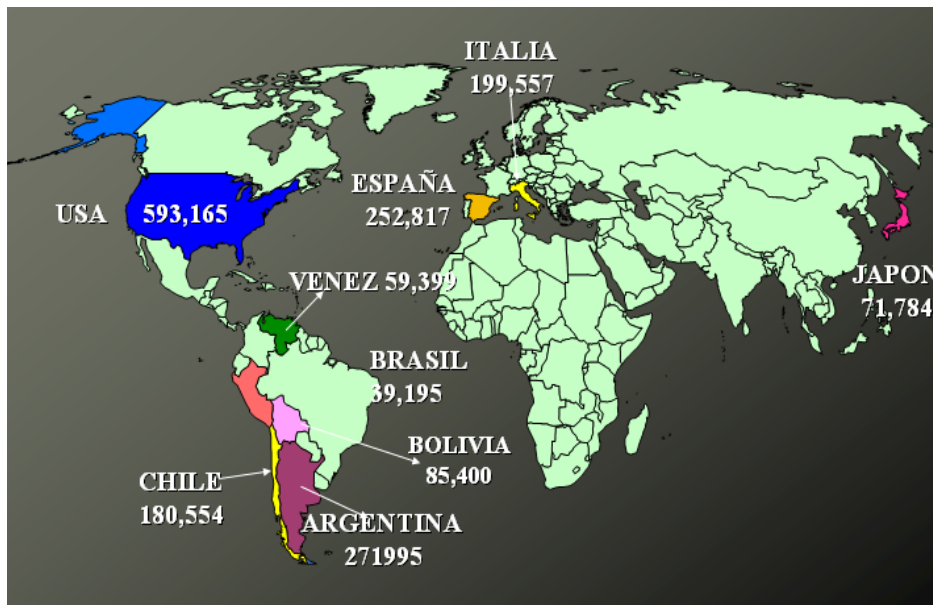 ITALIA
199,557
ESPAÑA
252,817
USA 593,165
VENEZ 59,399
JAPON
71,784
BRASIL
39,195
BOLIVIA
85,400
CHILE
180,554
ARGENTINA
271995